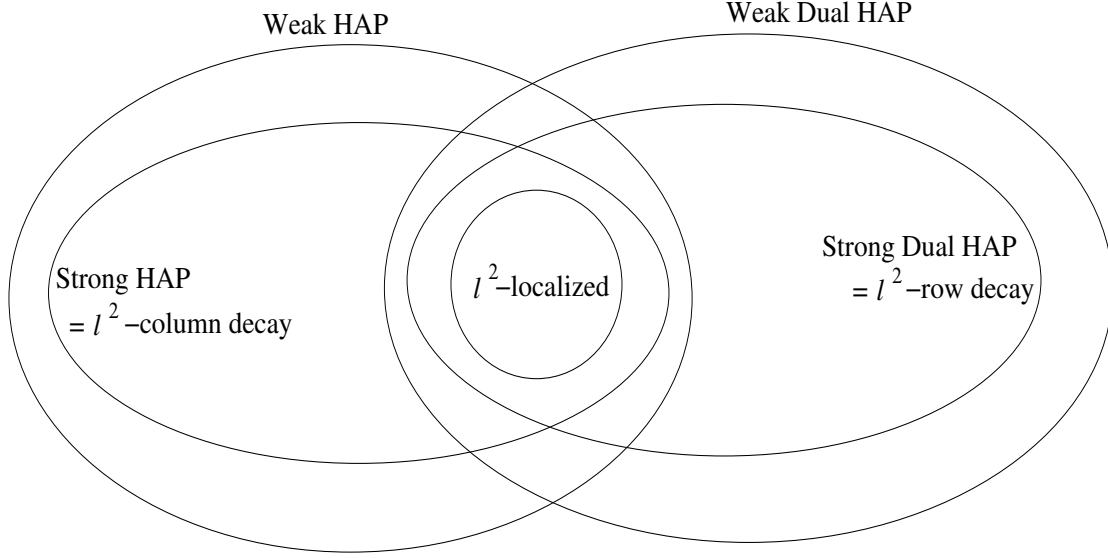 Weak HAP
Weak Dual HAP
Strong HAP
= l ² –column decay
l ²–localized
Strong Dual HAP
= l ² –row decay